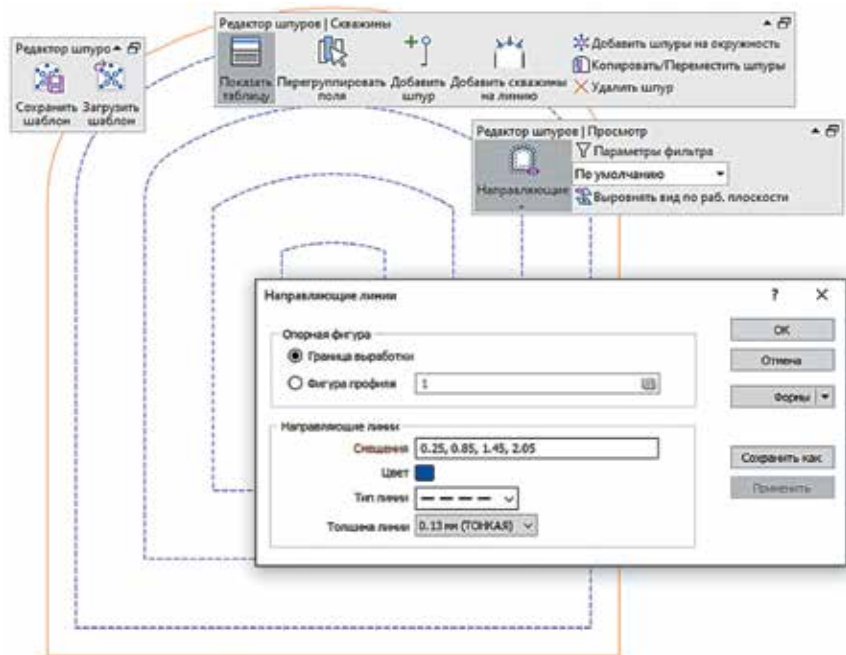 Редактор шпуро
Сохранить шаблон
Загрузить шаблон
Редактор шпуров | Скважины
Показать таблицу
Перегруппировать поля
Добавить шпур
Добавить скважины на линию
Добавить шпуры на окружность
Копировать/Переместить шпуры
Удалить шпур
Редактор шпуров | Просмотр
Направляющие
Параметры фильтра
По умолчанию
Выровнять вид по раб. плоскости
Направляющие линии
? X
Опорная фигура
Граница выработки
Фигура профиля 1
Направляющие линии
Смещения 0.25, 0.85, 1.45, 2.05
Цвет
Тип линии
Толщина линии 0.13 мм (ТОНКАЯ)
OK
Отмена
Формы
Сохранить как
Применить